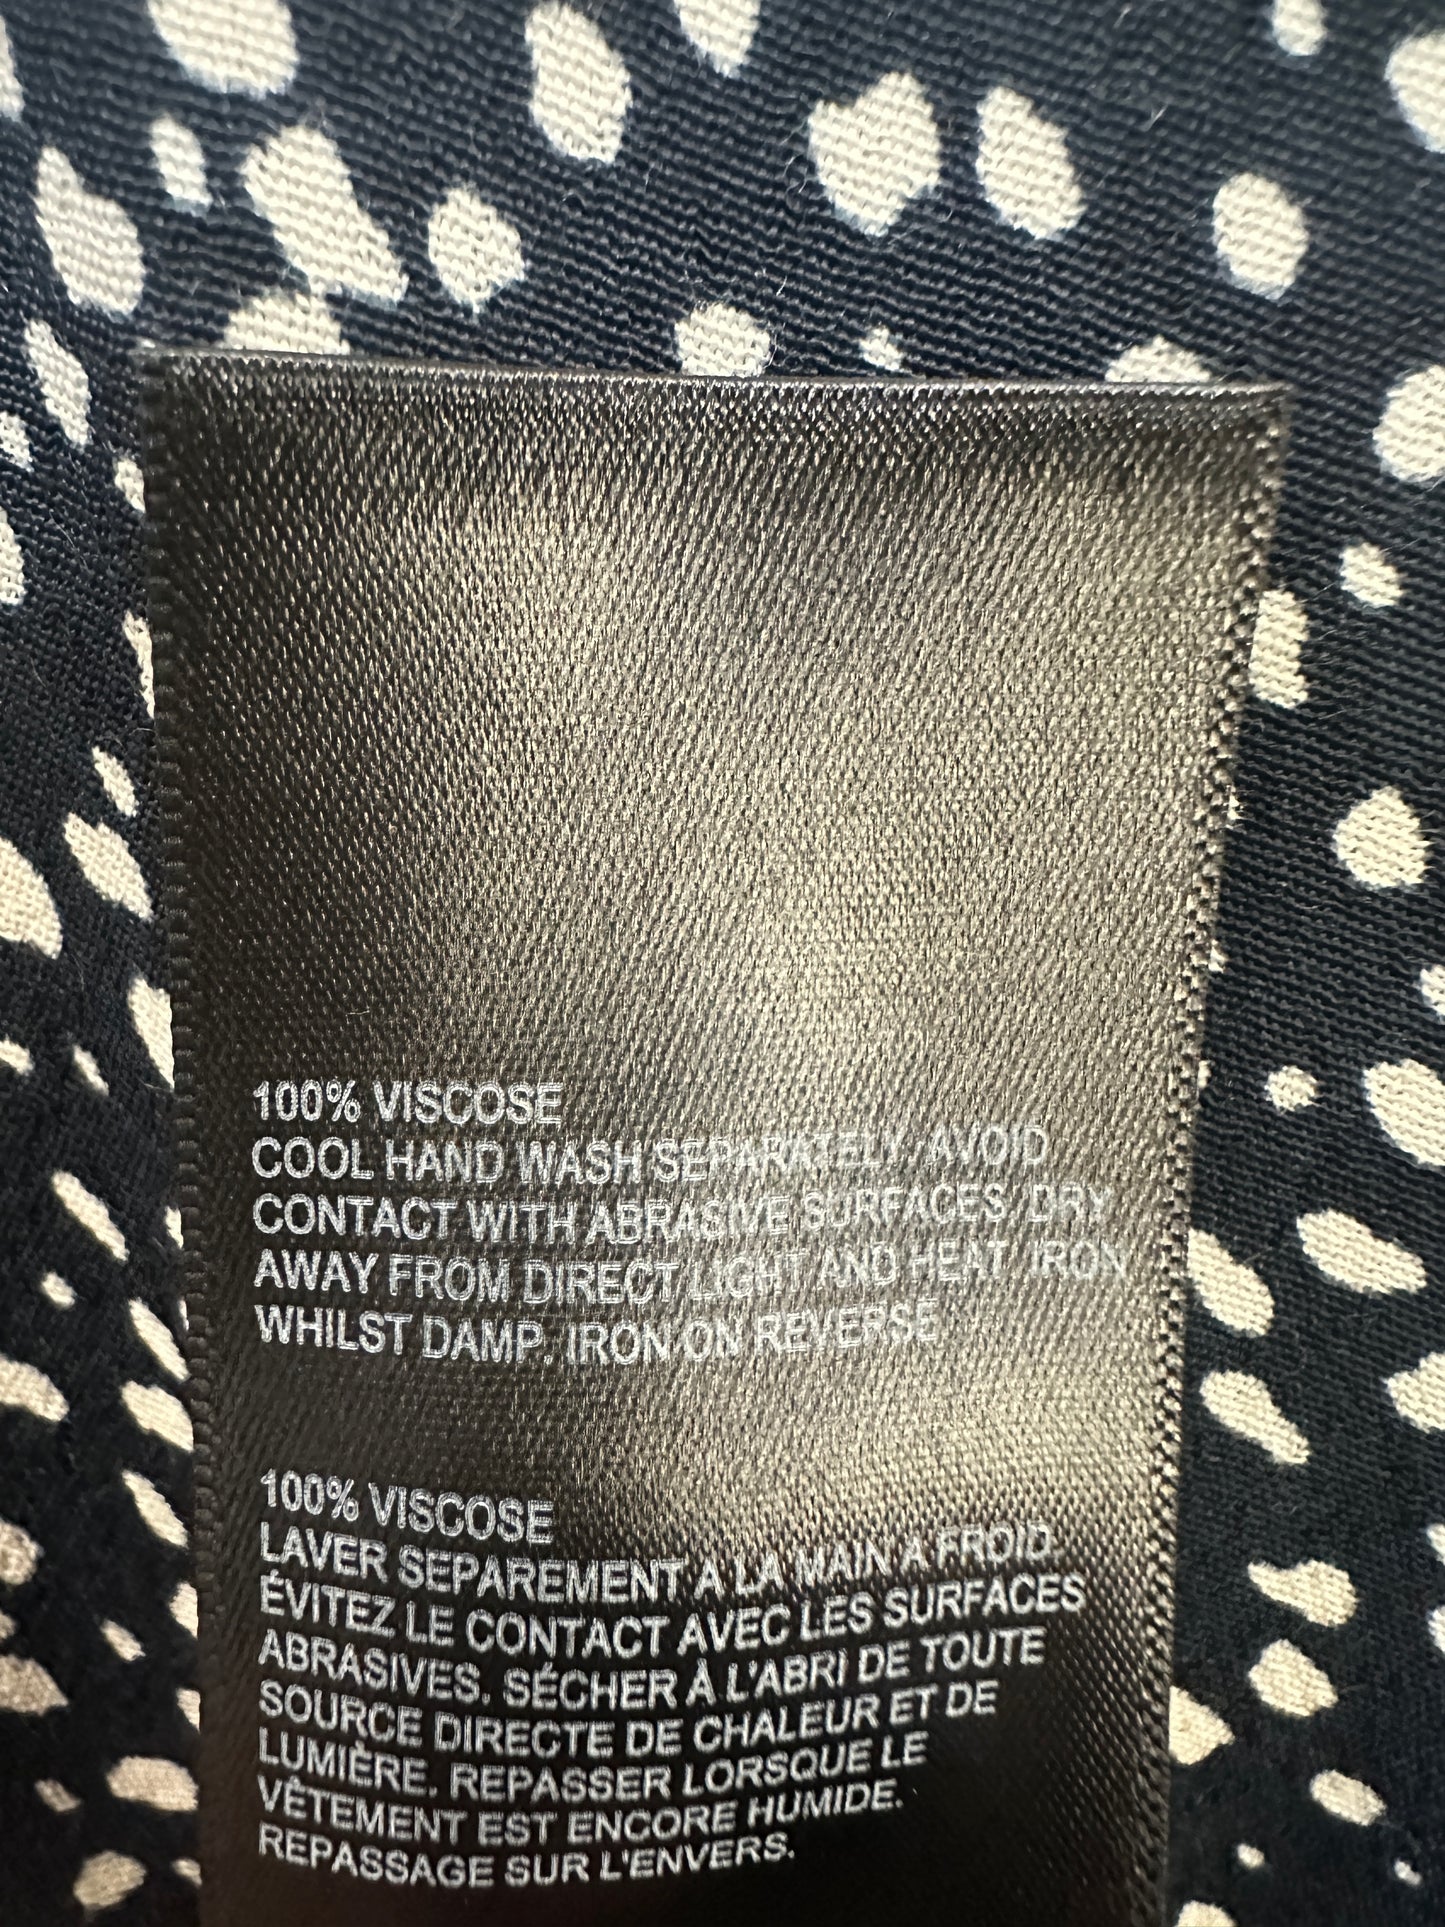 100% VISCOSE
COOL HAND WASH SEPARATELY. AVOID
CONTACT WITH ABRASIVE SURFACES. DRY
AWAY FROM DIRECT LIGHT AND HEAT. IRON
WHILST DAMP. IRON ON REVERSE
100% VISCOSE
LAVER SEPAREMENT A LA MAIN A FROID.
ÉVITEZ LE CONTACT AVEC LES SURFACES
ABRASIVES. SÉCHER À L'ABRI DE TOUTE
SOURCE DIRECTE DE CHALEUR ET DE
LUMIÈRE. REPASSER LORSQUE LE
VÊTEMENT EST ENCORE HUMIDE.
REPASSAGE SUR L'ENVERS.